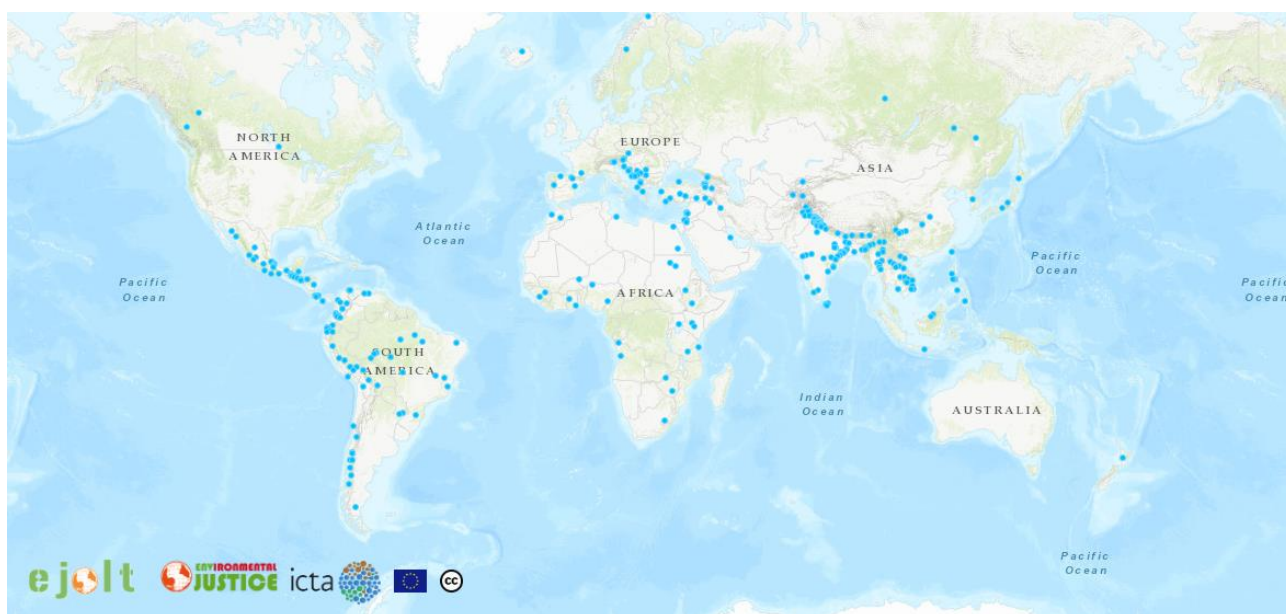 NORTH
AMERICA
EUROPE
ASIA
Atlantic
Ocean
Pacific
Ocean
Pacific
Ocean
Pacific
Ocean
AFRICA
SOUTH
AMERICA
Indian
Ocean
AUSTRALIA
Pacific
Ocean
ejolt
ENVIRONMENTAL
JUSTICE
icta
cc